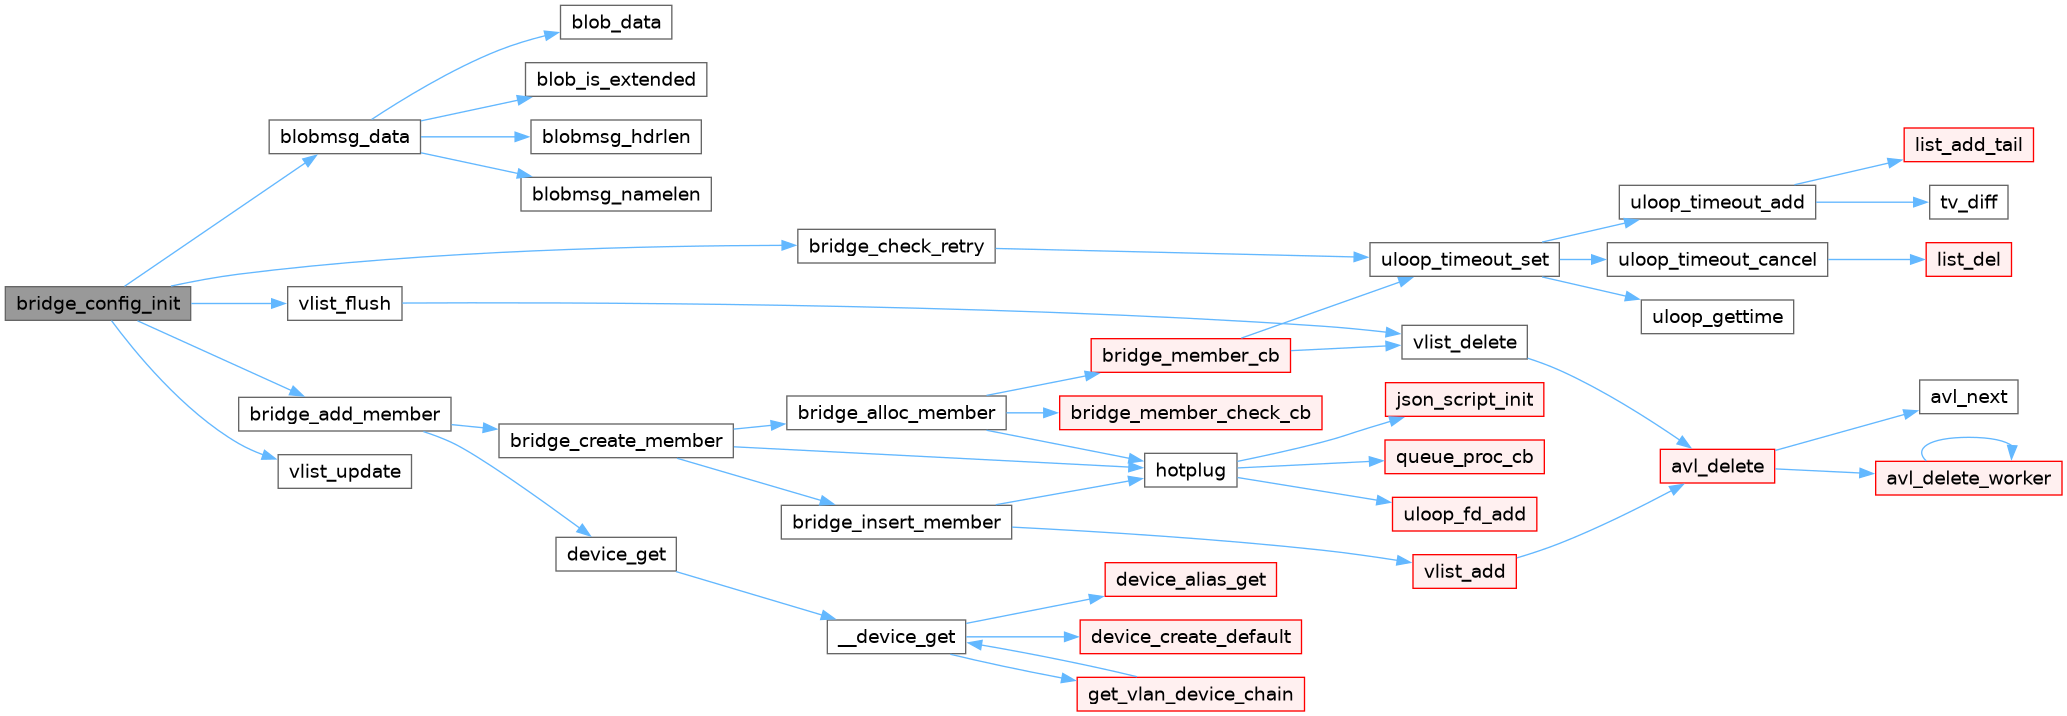 blob_data
blob_is_extended
blobmsg_data
blobmsg_hdrlen
blobmsg_namelen
list_add_tail
uloop_timeout_add
tv_diff
bridge_check_retry
uloop_timeout_set
uloop_timeout_cancel
list_del
bridge_config_init
vlist_flush
uloop_gettime
vlist_delete
bridge_member_cb
bridge_add_member
bridge_alloc_member
bridge_member_check_cb
json_script_init
avl_next
bridge_create_member
vlist_update
hotplug
queue_proc_cb
avl_delete
avl_delete_worker
bridge_insert_member
uloop_fd_add
device_get
vlist_add
device_alias_get
__device_get
device_create_default
get_vlan_device_chain